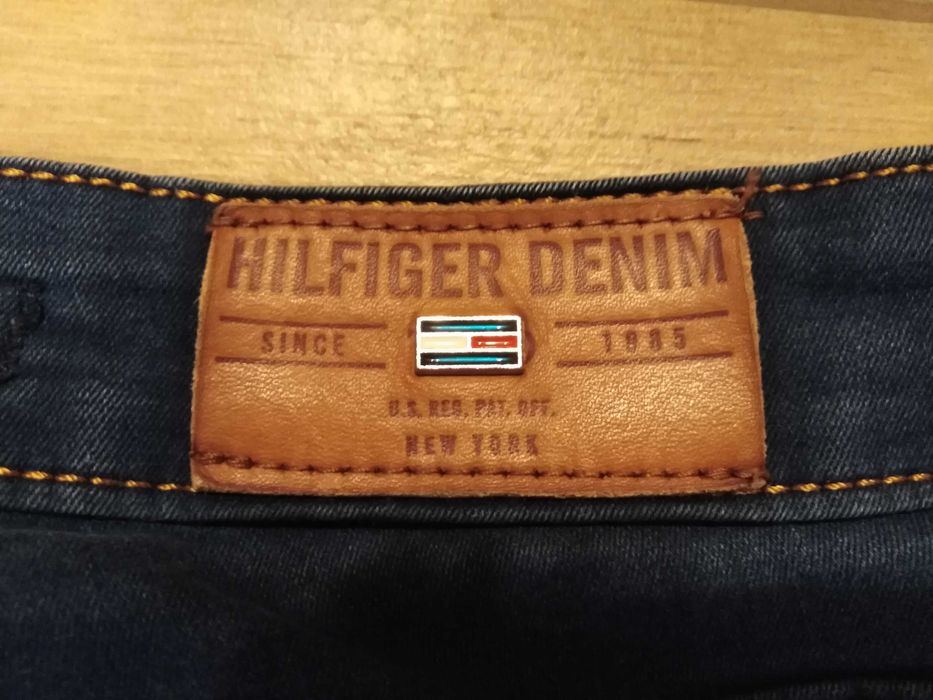 HILFIGER DENIM
SINCE 1985
U.S. REG. PAT. OFF.
NEW YORK